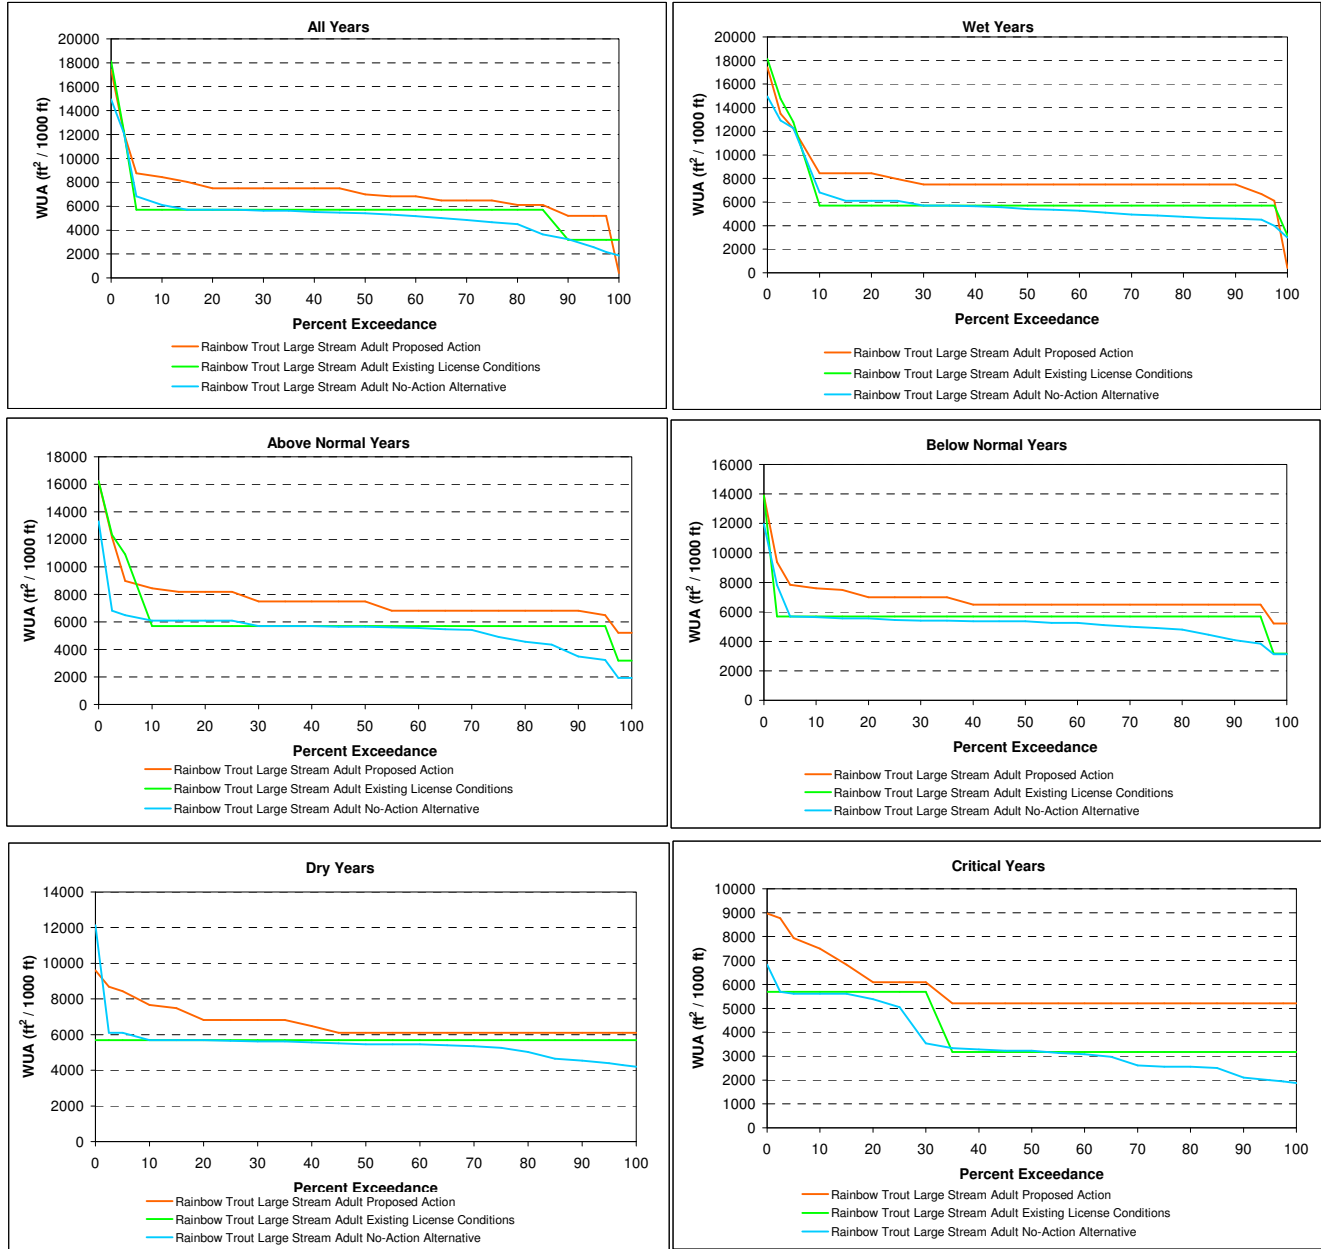 All Years
WUA (ft² / 1000 ft)
20000
18000
16000
14000
12000
10000
8000
6000
4000
2000
0
0 10 20 30 40 50 60 70 80 90 100
Percent Exceedance
Rainbow Trout Large Stream Adult Proposed Action
Rainbow Trout Large Stream Adult Existing License Conditions
Rainbow Trout Large Stream Adult No-Action Alternative
Wet Years
WUA (ft² / 1000 ft)
20000
18000
16000
14000
12000
10000
8000
6000
4000
2000
0
0 10 20 30 40 50 60 70 80 90 100
Percent Exceedance
Rainbow Trout Large Stream Adult Proposed Action
Rainbow Trout Large Stream Adult Existing License Conditions
Rainbow Trout Large Stream Adult No-Action Alternative
Above Normal Years
WUA (ft² / 1000 ft)
18000
16000
14000
12000
10000
8000
6000
4000
2000
0
0 10 20 30 40 50 60 70 80 90 100
Percent Exceedance
Rainbow Trout Large Stream Adult Proposed Action
Rainbow Trout Large Stream Adult Existing License Conditions
Rainbow Trout Large Stream Adult No-Action Alternative
Below Normal Years
WUA (ft² / 1000 ft)
16000
14000
12000
10000
8000
6000
4000
2000
0
0 10 20 30 40 50 60 70 80 90 100
Percent Exceedance
Rainbow Trout Large Stream Adult Proposed Action
Rainbow Trout Large Stream Adult Existing License Conditions
Rainbow Trout Large Stream Adult No-Action Alternative
Dry Years
WUA (ft² / 1000 ft)
14000
12000
10000
8000
6000
4000
2000
0
0 10 20 30 40 50 60 70 80 90 100
Percent Exceedance
Rainbow Trout Large Stream Adult Proposed Action
Rainbow Trout Large Stream Adult Existing License Conditions
Rainbow Trout Large Stream Adult No-Action Alternative
Critical Years
WUA (ft² / 1000 ft)
10000
9000
8000
7000
6000
5000
4000
3000
2000
1000
0
0 10 20 30 40 50 60 70 80 90 100
Percent Exceedance
Rainbow Trout Large Stream Adult Proposed Action
Rainbow Trout Large Stream Adult Existing License Conditions
Rainbow Trout Large Stream Adult No-Action Alternative